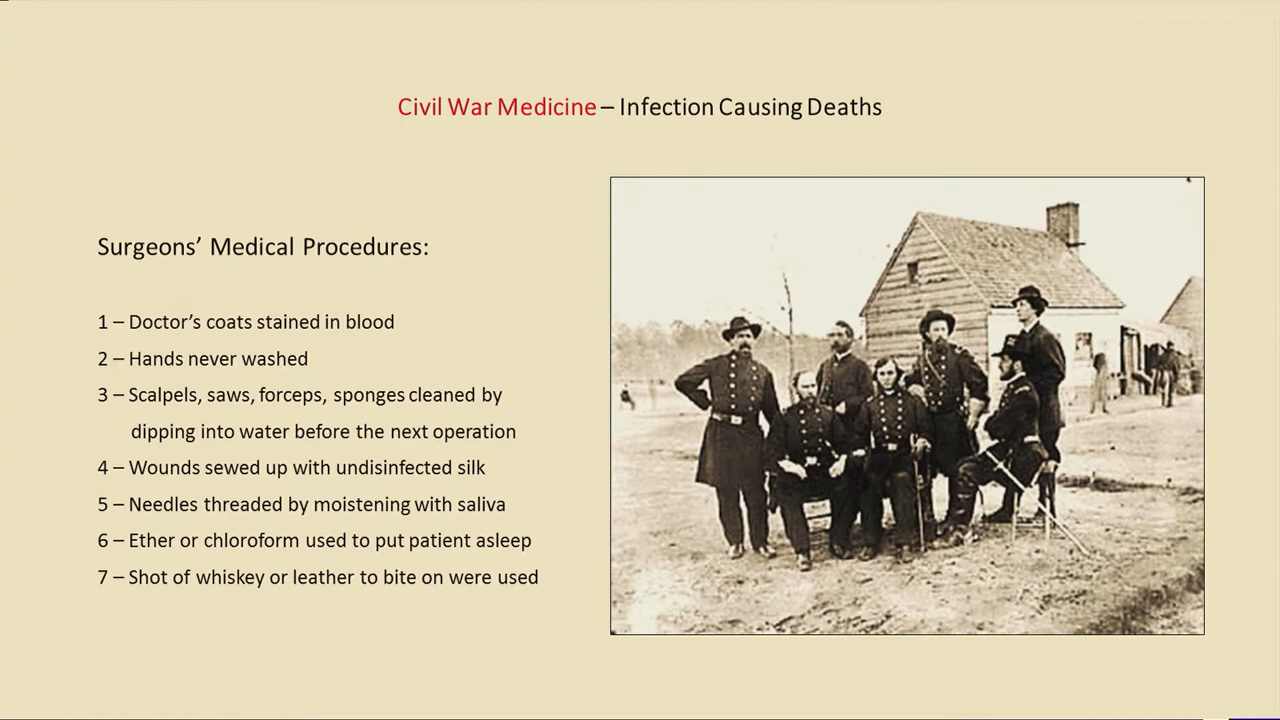 Civil War Medicine – Infection Causing Deaths
Surgeons’ Medical Procedures:
1 – Doctor’s coats stained in blood
2 – Hands never washed
3 – Scalpels, saws, forceps, sponges cleaned by
dipping into water before the next operation
4 – Wounds sewed up with undisinfected silk
5 – Needles threaded by moistening with saliva
6 – Ether or chloroform used to put patient asleep
7 – Shot of whiskey or leather to bite on were used